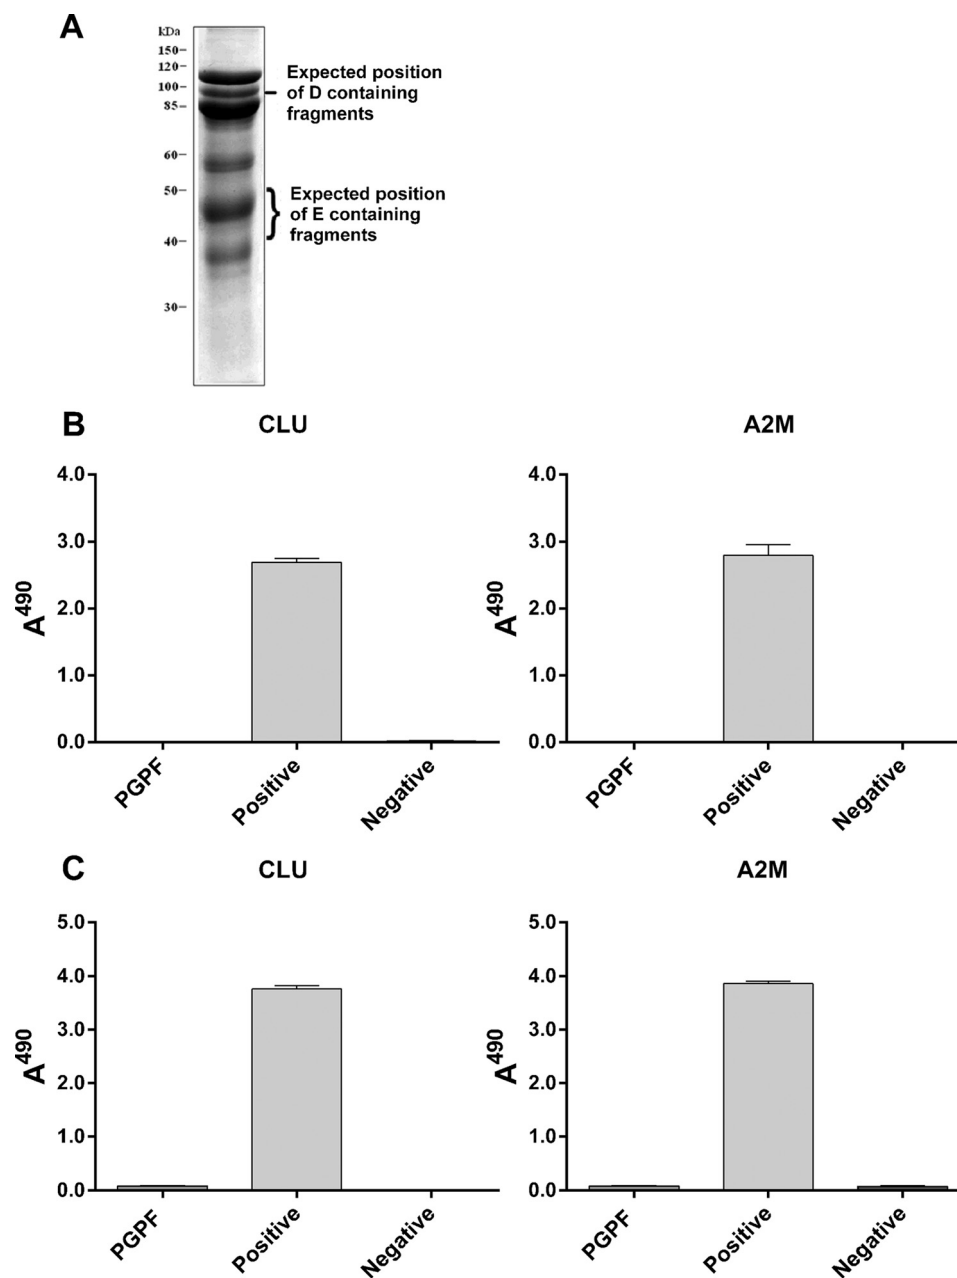 A
kDa
150
120
100
85
60
50
40
30
Expected position
of D containing
fragments
Expected position
of E containing
fragments
B
CLU
A490
4.0
3.0
2.0
1.0
0.0
PGPF
Positive
Negative
A2M
A490
4.0
3.0
2.0
1.0
0.0
PGPF
Positive
Negative
C
CLU
A490
5.0
4.0
3.0
2.0
1.0
0.0
PGPF
Positive
Negative
A2M
A490
5.0
4.0
3.0
2.0
1.0
0.0
PGPF
Positive
Negative